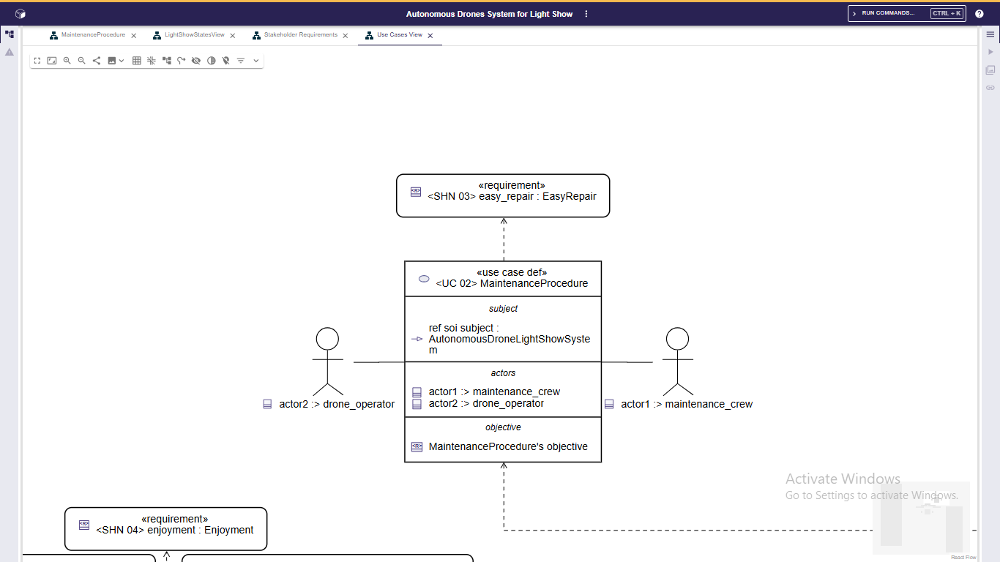 Autonomous Drones System for Light Show
RUN COMMANDS...
CTRL + K
MaintenanceProcedure
LightShowStatesView
Stakeholder Requirements
Use Cases View
«requirement»
<SHN 03> easy_repair : EasyRepair
«use case def»
<UC 02> MaintenanceProcedure
subject
ref soi subject :
AutonomousDroneLightShowSyste
m
actors
actor1 :> maintenance_crew
actor2 :> drone_operator
objective
MaintenanceProcedure's objective
actor2 :> drone_operator
actor1 :> maintenance_crew
Activate Windows
Go to Settings to activate Windows.
«requirement»
<SHN 04> enjoyment : Enjoyment
React Flow